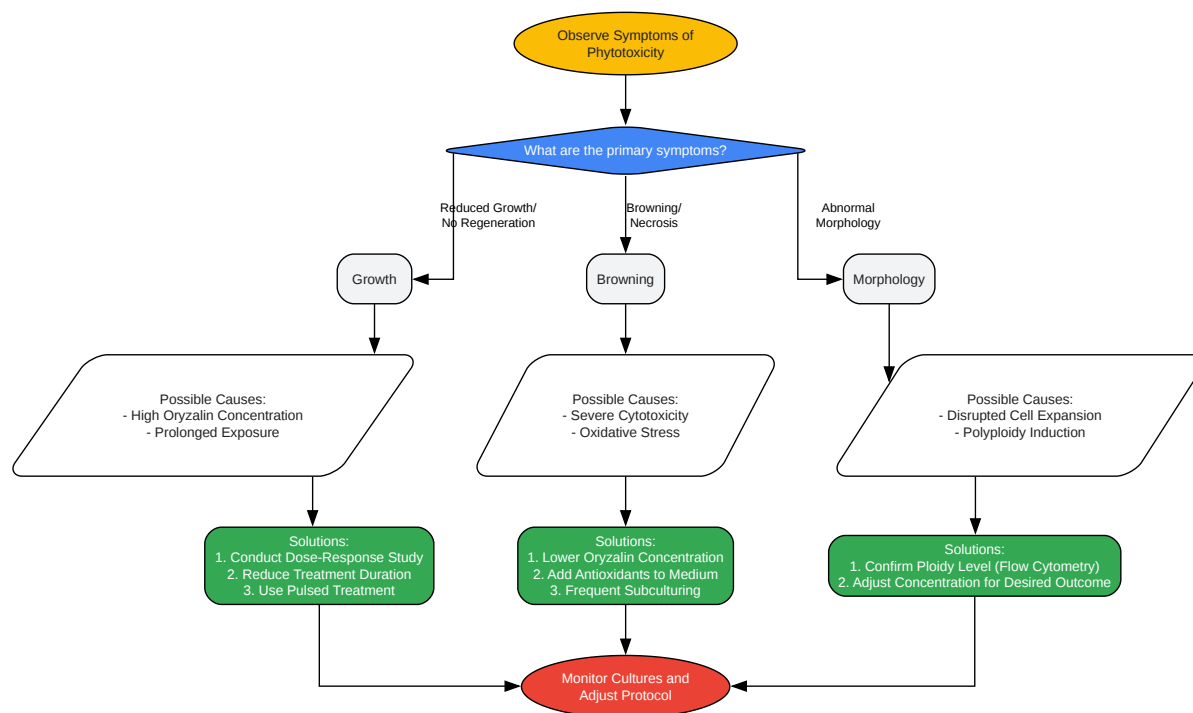 Observe Symptoms of
Phytotoxicity
What are the primary symptoms?
Reduced Growth/
No Regeneration
Browning/
Necrosis
Abnormal
Morphology
Growth
Browning
Morphology
Possible Causes:
- High Oryzalin Concentration
- Prolonged Exposure
Possible Causes:
- Severe Cytotoxicity
- Oxidative Stress
Possible Causes:
- Disrupted Cell Expansion
- Polyploidy Induction
Solutions:
1. Conduct Dose-Response Study
2. Reduce Treatment Duration
3. Use Pulsed Treatment
Solutions:
1. Lower Oryzalin Concentration
2. Add Antioxidants to Medium
3. Frequent Subculturing
Solutions:
1. Confirm Ploidy Level (Flow Cytometry)
2. Adjust Concentration for Desired Outcome
Monitor Cultures and
Adjust Protocol